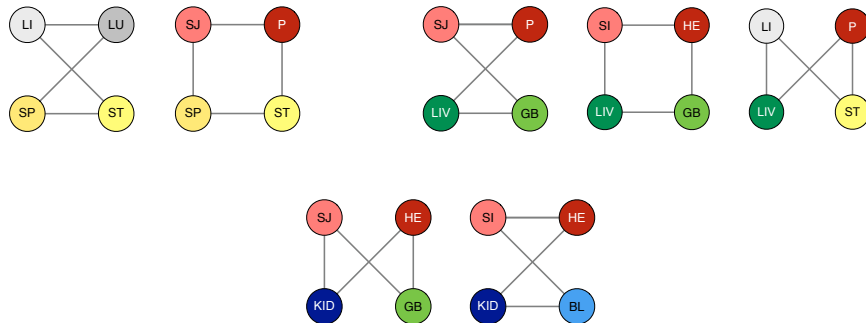 LI LU SJ P SJ P SI HE LI P
SP ST SP ST LIV GB LIV GB LIV ST
SJ HE SI HE
KID GB KID BL